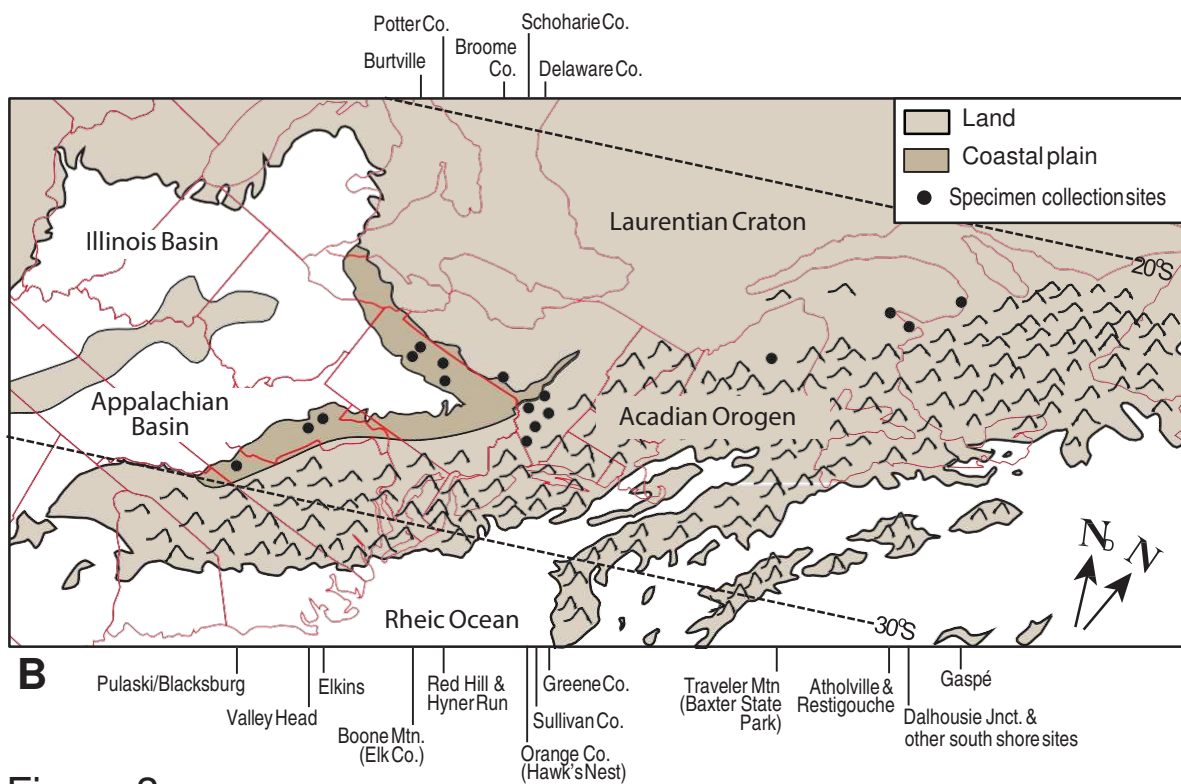 Potter Co.
Schoharie Co.
Burtville
Broome
Co.
Delaware Co.
Land
Coastal plain
Specimen collection sites
Illinois Basin
Laurentian Craton
20°S
Appalachian
Basin
Acadian Orogen
Rheic Ocean
30°S
N
D
N
B
Pulaski/Blacksburg
Valley Head
Elkins
Boone Mtn.
(Elk Co.)
Red Hill &
Hyner Run
Greene Co.
Sullivan Co.
Orange Co.
(Hawk's Nest)
Traveler Mtn
(Baxter State
Park)
Atholville &
Restigouche
Gaspé
Dalhousie Jnct. &
other south shore sites